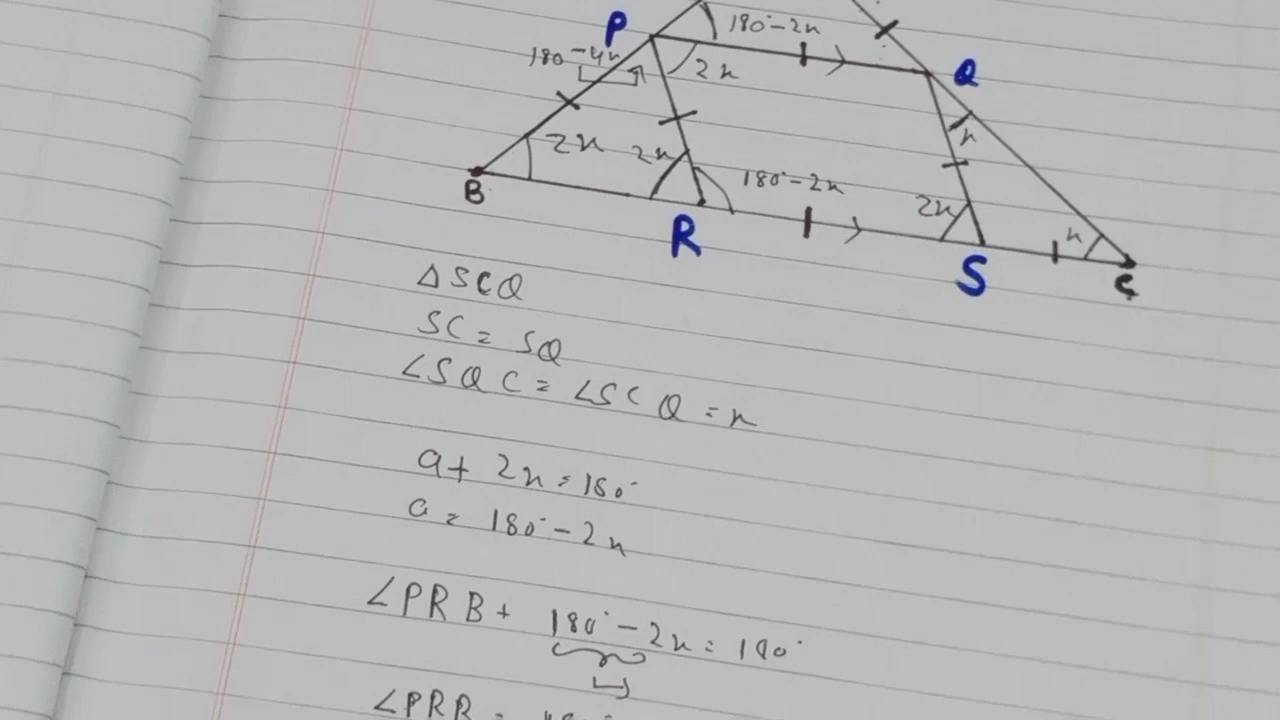 180°-2x
P
180-4x
2x
Q
x
2x
2x
180°-2x
2x
x
B
R
S
C
ΔSCQ
SC = SQ
∠SQC = ∠SCQ = x
a + 2x = 180°
a = 180° - 2x
∠PRB + 180° - 2x = 180°